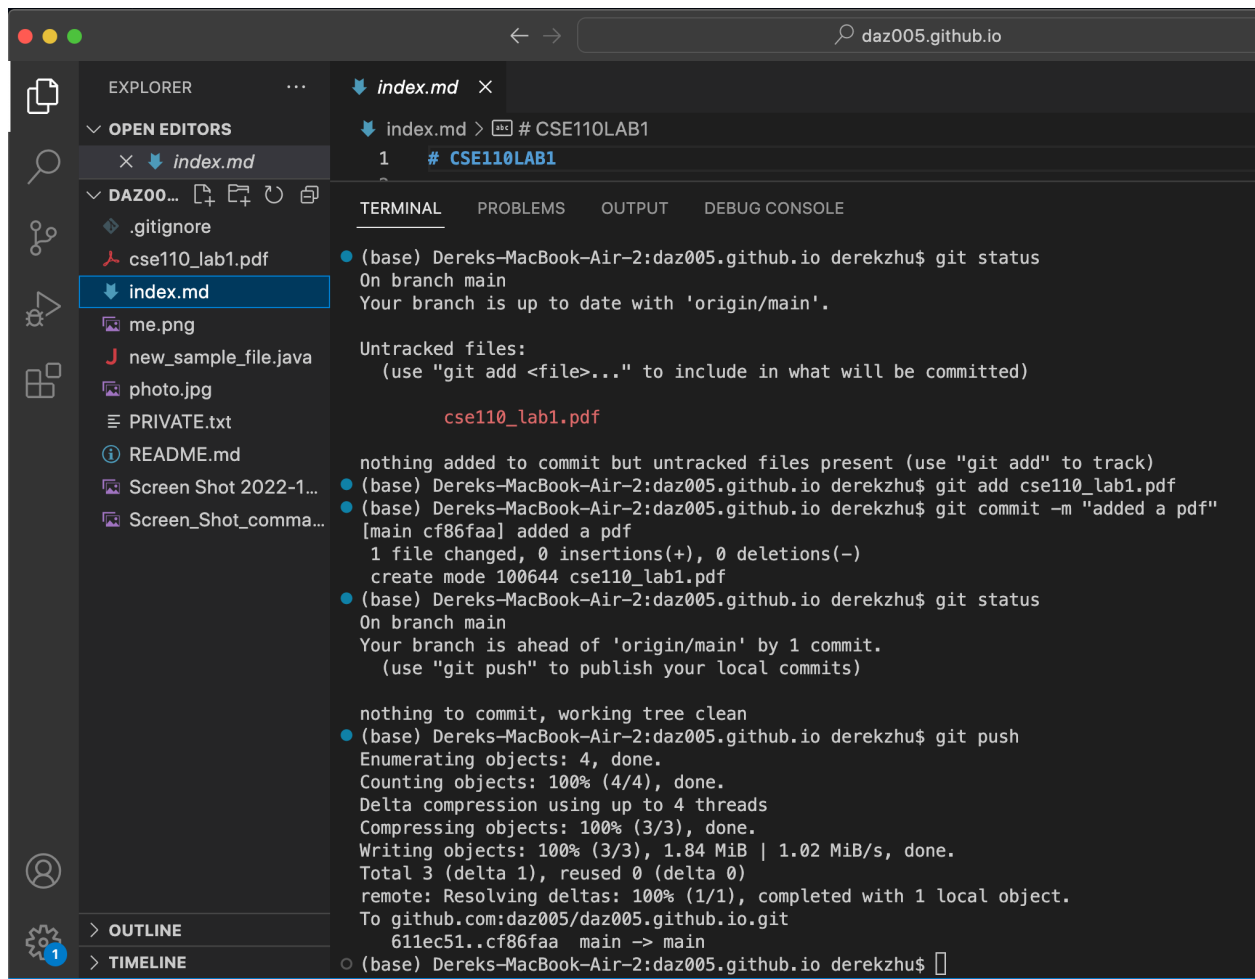 daz005.github.io
EXPLORER
OPEN EDITORS
index.md
DAZ00...
.gitignore
cse110_lab1.pdf
index.md
me.png
new_sample_file.java
photo.jpg
PRIVATE.txt
README.md
Screen Shot 2022-1...
Screen_Shot_comma...
OUTLINE
TIMELINE
1
index.md
index.md > abc # CSE110LAB1
1 # CSE110LAB1
TERMINAL PROBLEMS OUTPUT DEBUG CONSOLE
(base) Dereks-MacBook-Air-2:daz005.github.io derekzhu$ git status
On branch main
Your branch is up to date with 'origin/main'.
Untracked files:
(use "git add <file>..." to include in what will be committed)
cse110_lab1.pdf
nothing added to commit but untracked files present (use "git add" to track)
(base) Dereks-MacBook-Air-2:daz005.github.io derekzhu$ git add cse110_lab1.pdf
(base) Dereks-MacBook-Air-2:daz005.github.io derekzhu$ git commit -m "added a pdf"
[main cf86faa] added a pdf
1 file changed, 0 insertions(+), 0 deletions(-)
create mode 100644 cse110_lab1.pdf
(base) Dereks-MacBook-Air-2:daz005.github.io derekzhu$ git status
On branch main
Your branch is ahead of 'origin/main' by 1 commit.
(use "git push" to publish your local commits)
nothing to commit, working tree clean
(base) Dereks-MacBook-Air-2:daz005.github.io derekzhu$ git push
Enumerating objects: 4, done.
Counting objects: 100% (4/4), done.
Delta compression using up to 4 threads
Compressing objects: 100% (3/3), done.
Writing objects: 100% (3/3), 1.84 MiB | 1.02 MiB/s, done.
Total 3 (delta 1), reused 0 (delta 0)
remote: Resolving deltas: 100% (1/1), completed with 1 local object.
To github.com:daz005/daz005.github.io.git
611ec51..cf86faa main -> main
(base) Dereks-MacBook-Air-2:daz005.github.io derekzhu$